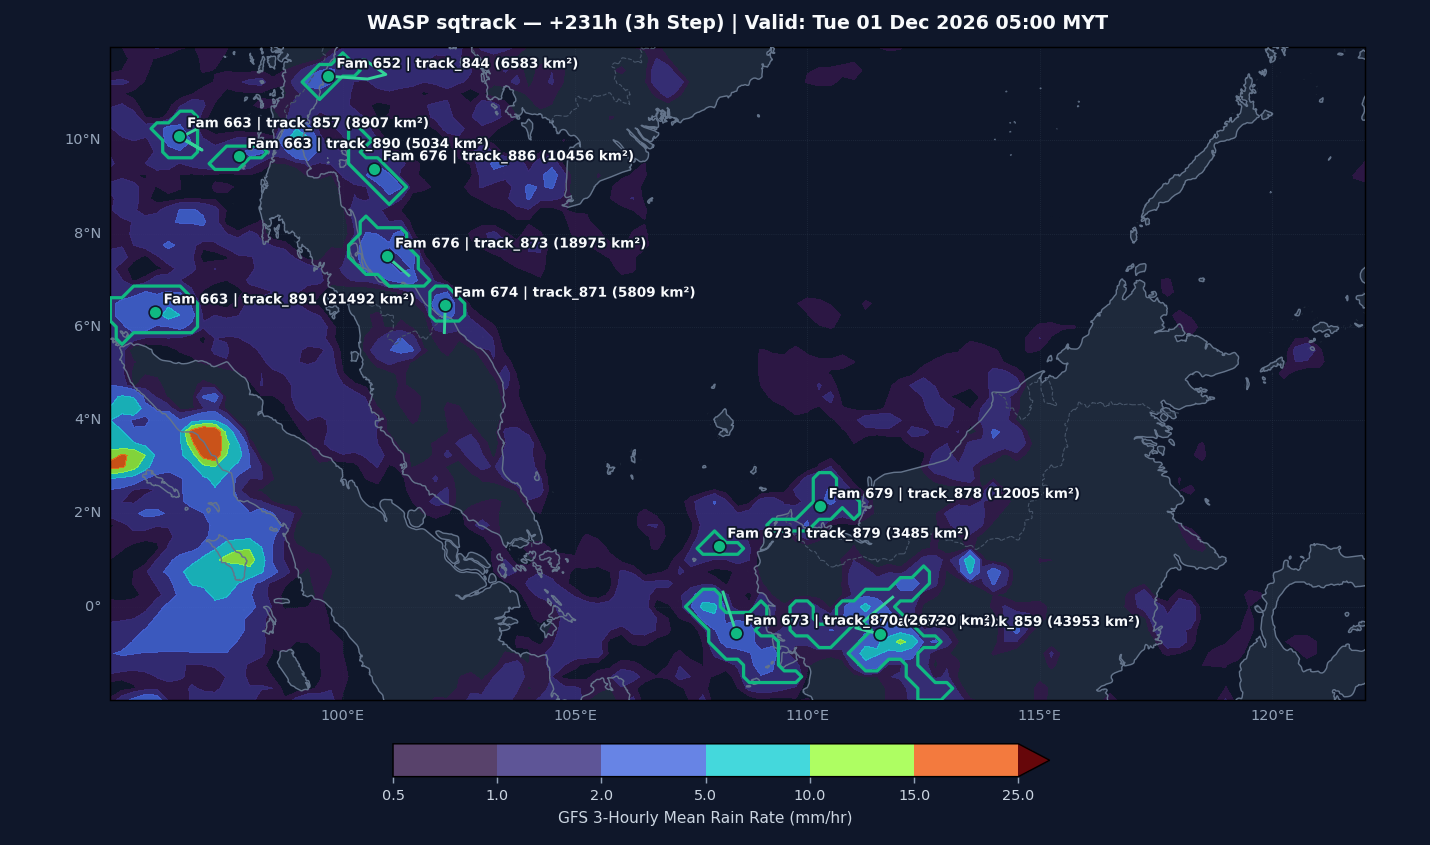 WASP sqtrack — +231h (3h Step) | Valid: Tue 01 Dec 2026 05:00 MYT
Fam 652 | track_844 (6583 km²)
Fam 663 | track_857 (8907 km²)
Fam 663 | track_890 (5034 km²)
Fam 676 | track_886 (10456 km²)
Fam 676 | track_873 (18975 km²)
Fam 674 | track_871 (5809 km²)
Fam 663 | track_891 (21492 km²)
Fam 679 | track_878 (12005 km²)
Fam 673 | track_879 (3485 km²)
Fam 673 | track_870 (26720 km²)
k_859 (43953 km²)
10°N
8°N
6°N
4°N
2°N
0°
100°E 105°E 110°E 115°E 120°E
0.5 1.0 2.0 5.0 10.0 15.0 25.0
GFS 3-Hourly Mean Rain Rate (mm/hr)